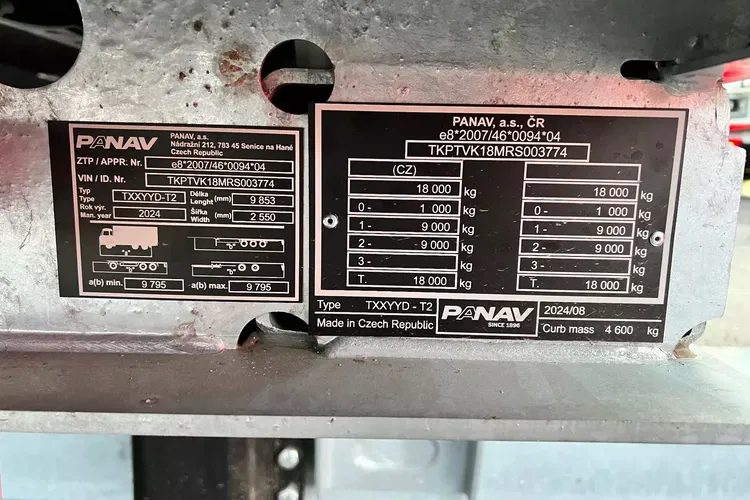 PANAV
PANAV, a.s.
Nádražní 212, 783 45 Senice na Hané
Czech Republic
ZTP / APPR. Nr. e8*2007/46*0094*04
VIN / ID. Nr. TKPTVK18MRS003774
Typ
Type TXXYYD-T2 Délka
Lenght (mm) 9 853
Rok výr.
Man. year 2024 Šířka
Width (mm) 2 550
"b"
"a"
"b"
a(b) min. 9 795 a(b) max. 9 795
PANAV, a.s., ČR
e8*2007/46*0094*04
TKPTVK18MRS003774
(CZ)
18 000 kg 18 000 kg
0 - 1 000 kg 0 - 1 000 kg
1 - 9 000 kg 1 - 9 000 kg
2 - 9 000 kg 2 - 9 000 kg
3 - kg 3 - kg
T. 18 000 kg T. 18 000 kg
Type TXXYYD - T2 PANAV 2024/08
SINCE 1896
Made in Czech Republic Curb mass 4 600 kg